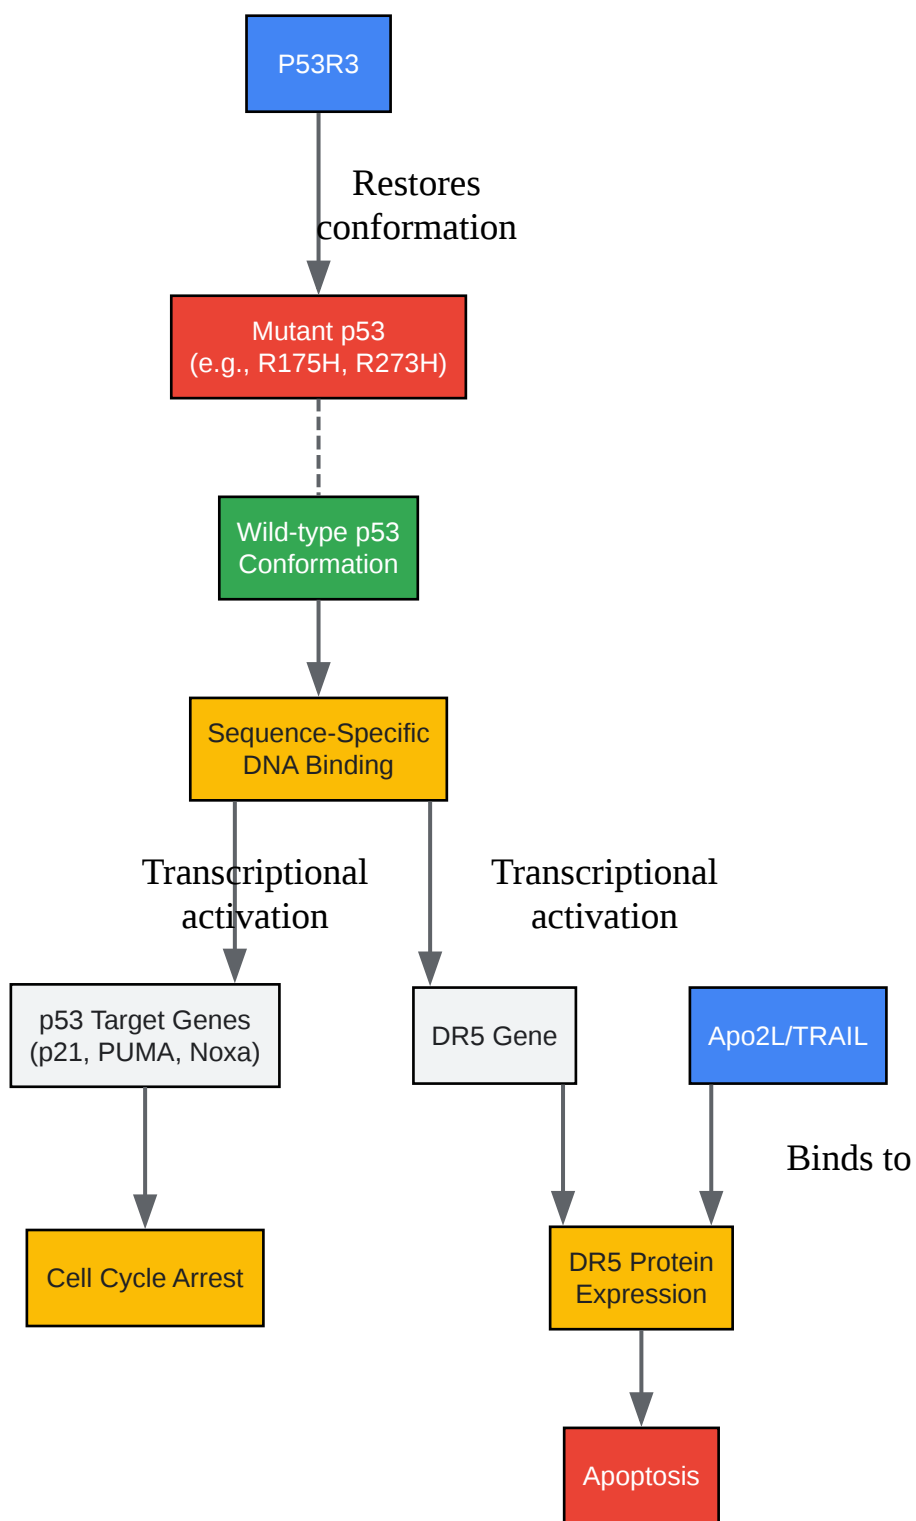 P53R3
Restores
conformation
Mutant p53
(e.g., R175H, R273H)
Wild-type p53
Conformation
Sequence-Specific
DNA Binding
Transcriptional
activation
Transcriptional
activation
p53 Target Genes
(p21, PUMA, Noxa)
DR5 Gene
Apo2L/TRAIL
Binds to
Cell Cycle Arrest
DR5 Protein
Expression
Apoptosis